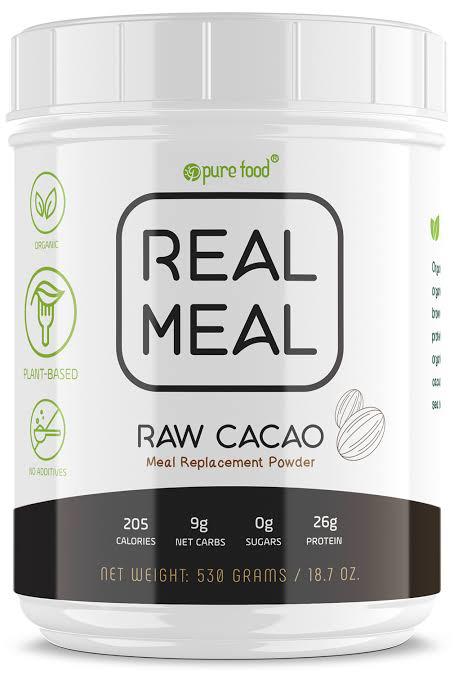 pure food®
REAL
MEAL
RAW CACAO
Meal Replacement Powder
ORGANIC
PLANT-BASED
NO ADDITIVES
205
CALORIES
9g
NET CARBS
0g
SUGARS
26g
PROTEIN
NET WEIGHT: 530 GRAMS / 18.7 OZ.